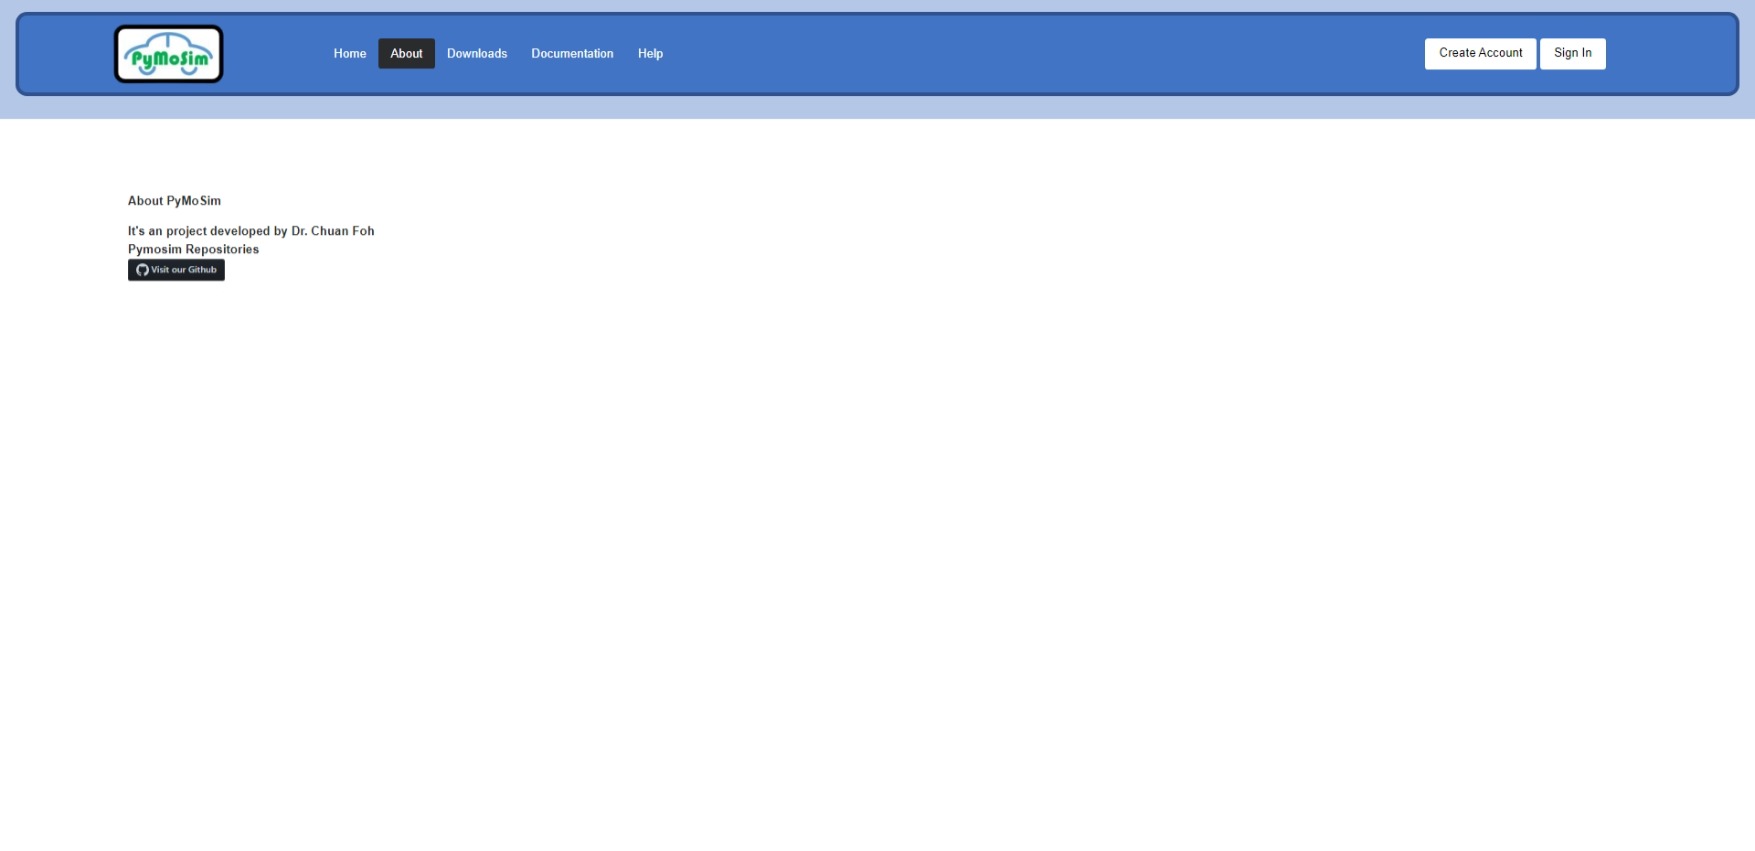 PyMoSim
Home About Downloads Documentation Help
Create Account Sign In
About PyMoSim
It's an project developed by Dr. Chuan Foh
Pymosim Repositories
Visit our Github